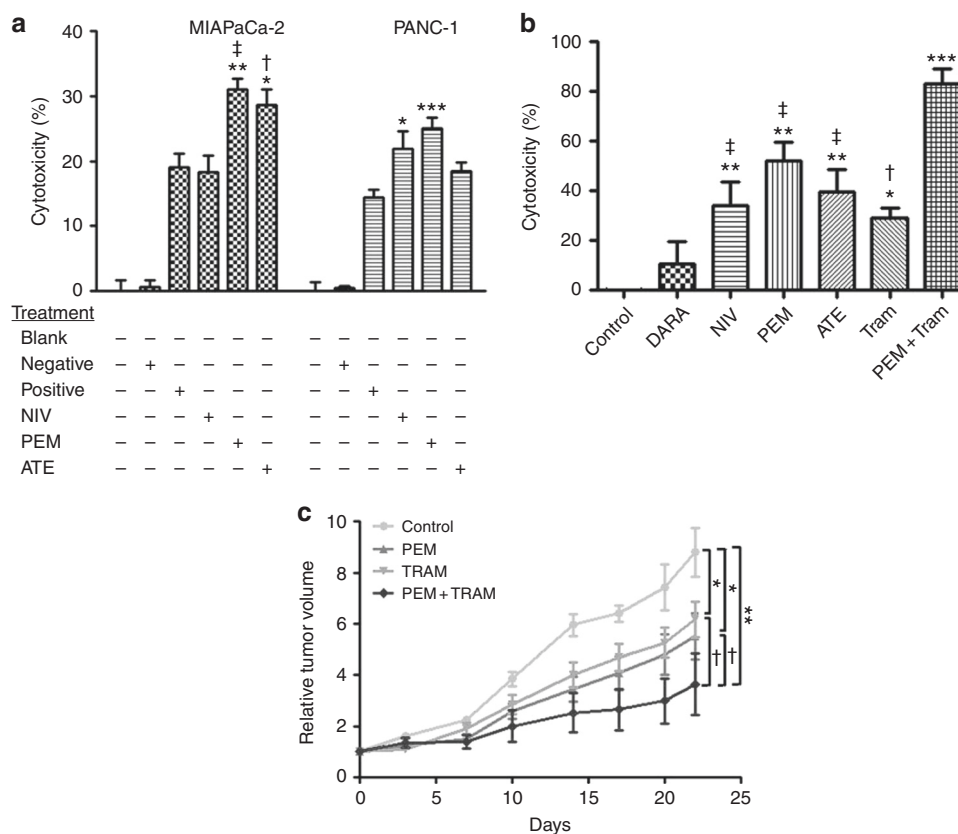 a
MIAPaCa-2 PANC-1
Cytotoxicity (%)
40
30
20
10
0
‡ †
** *
* ***
Treatment
Blank – – – – – – – – – – – –
Negative – + – – – – – + – – – –
Positive – – + – – – – – + – – –
NIV – – – + – – – – – + – –
PEM – – – – + – – – – – + –
ATE – – – – – + – – – – – +
b
Cytotoxicity (%)
100
80
60
40
20
0
‡ ‡ ‡ †
** ** ** * ***
Control DARA NIV PEM ATE Tram PEM + Tram
c
Relative tumor volume
10
8
6
4
2
0
Control
PEM
TRAM
PEM + TRAM
* * **
† †
0 5 10 15 20 25
Days